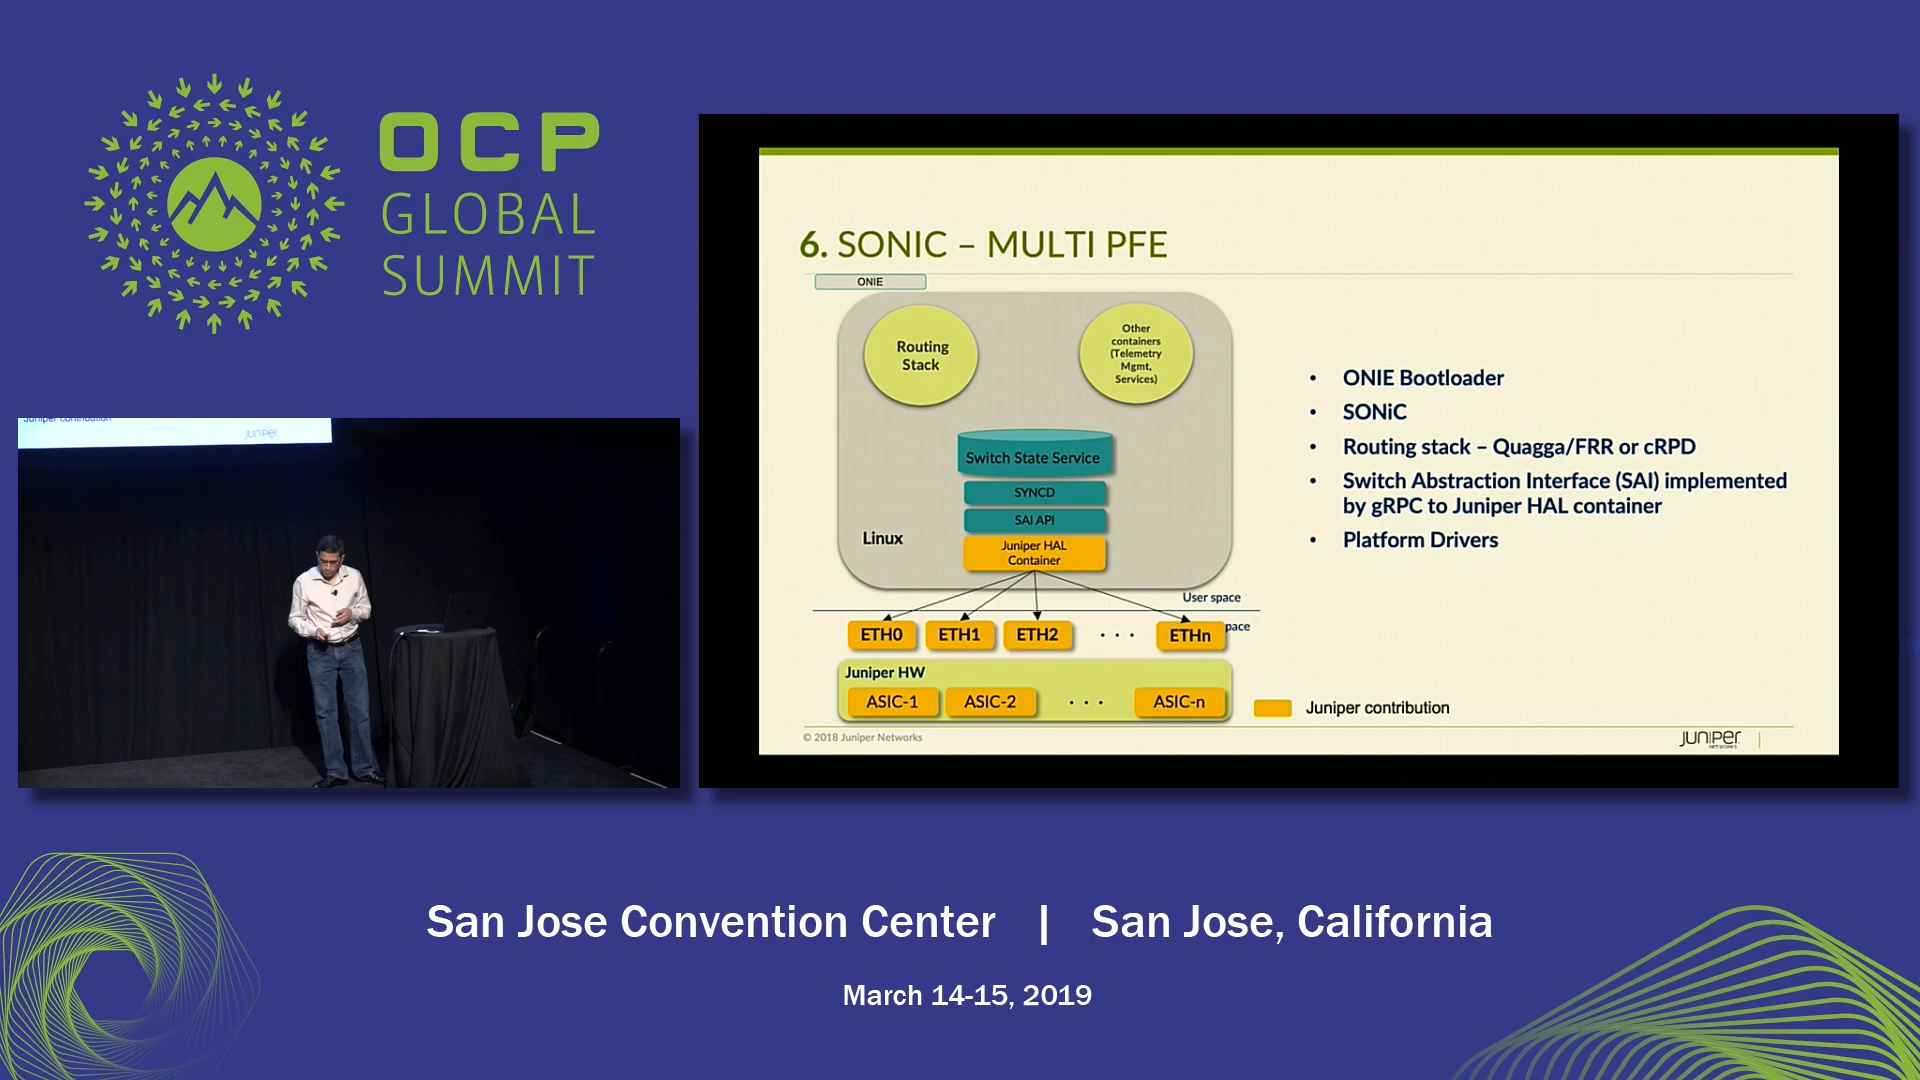 OCP
GLOBAL
SUMMIT
Juniper contribution
JUNIPEr
6. SONIC – MULTI PFE
ONIE
Routing
Stack
Other
containers
(Telemetry
Mgmt,
Services)
Switch State Service
SYNCD
SAI API
Linux
Juniper HAL
Container
User space
pace
ETH0 ETH1 ETH2 . . . ETHn
Juniper HW
ASIC-1 ASIC-2 . . . ASIC-n
• ONIE Bootloader
• SONiC
• Routing stack – Quagga/FRR or cRPD
• Switch Abstraction Interface (SAI) implemented
by gRPC to Juniper HAL container
• Platform Drivers
Juniper contribution
© 2018 Juniper Networks
JUNIPEr
NETWORKS
San Jose Convention Center | San Jose, California
March 14-15, 2019